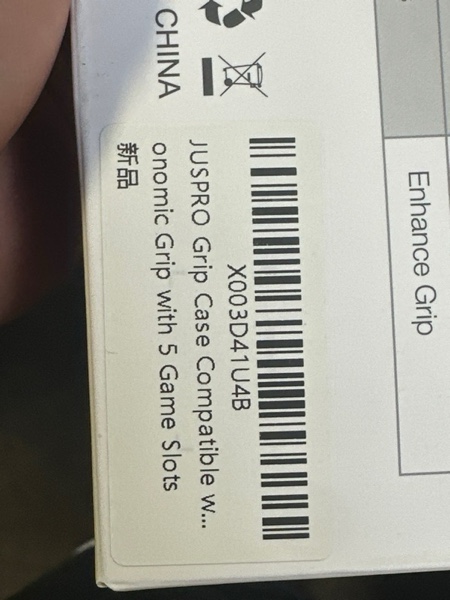 CHINA
X003D41U4B
JUSPRO Grip Case Compatible w...
onomic Grip with 5 Game Slots
新品
Enhance Grip